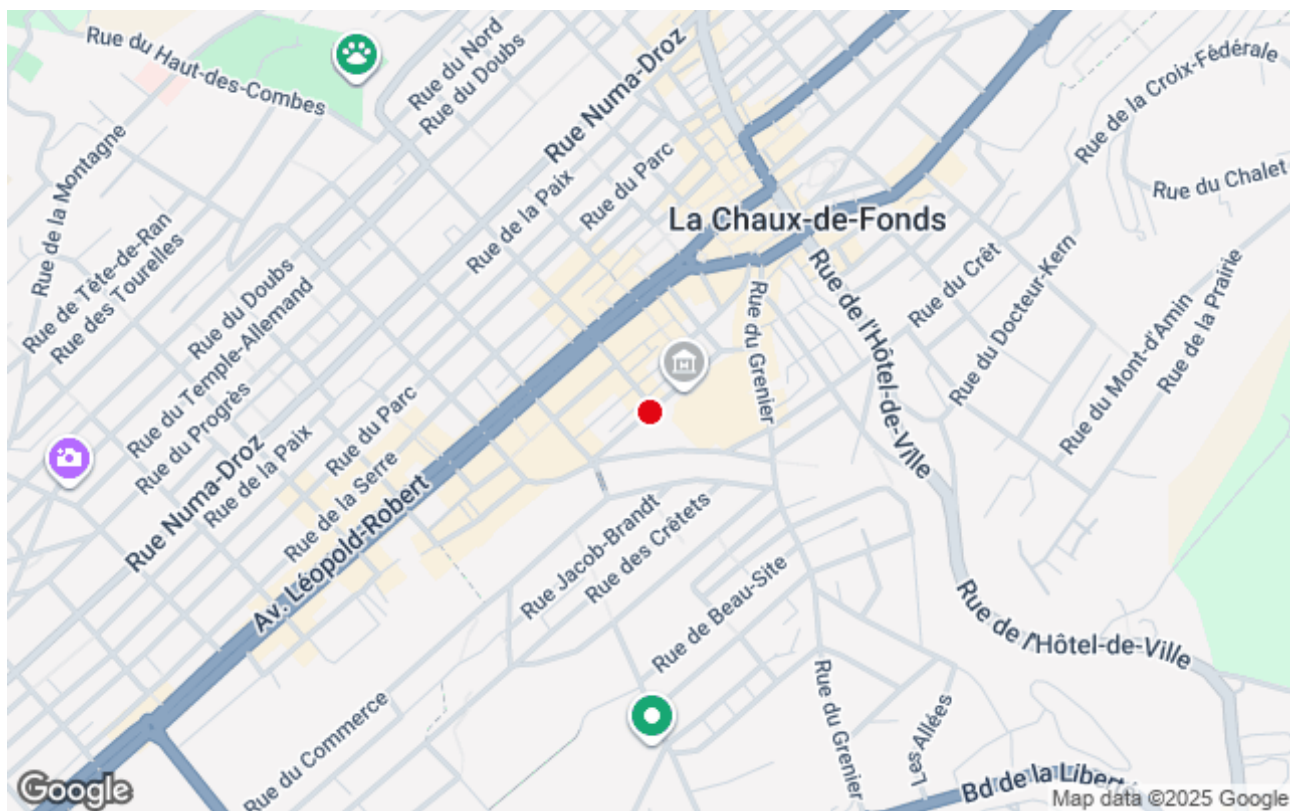 Rue du Haut-des-Combes
Rue du Nord
Rue du Doubs
Rue Numa-Droz
Rue de la Croix-Fédérale
Rue de la Montagne
Rue du Parc
Rue de la Paix
Rue du Chalet
La Chaux-de-Fonds
Rue de Tête-de-Ran
Rue des Tourelles
Rue du Doubs
Rue du Temple-Allemand
Rue du Progrès
Rue du Grenier
Rue de l'Hôtel-de-Ville
Rue du Crêt
Rue du Docteur-Kern
Rue du Mont-d'Amin
Rue de la Prairie
Rue Numa-Droz
Rue de la Paix
Rue du Parc
Rue de la Serre
Av. Léopold-Robert
Rue Jacob-Brandt
Rue des Crêtets
Rue de Beau-Site
Rue de l'Hôtel-de-Ville
Rue du Commerce
Rue du Grenier
Les Allées
Bd de la Liberté
Google
Map data ©2025 Google